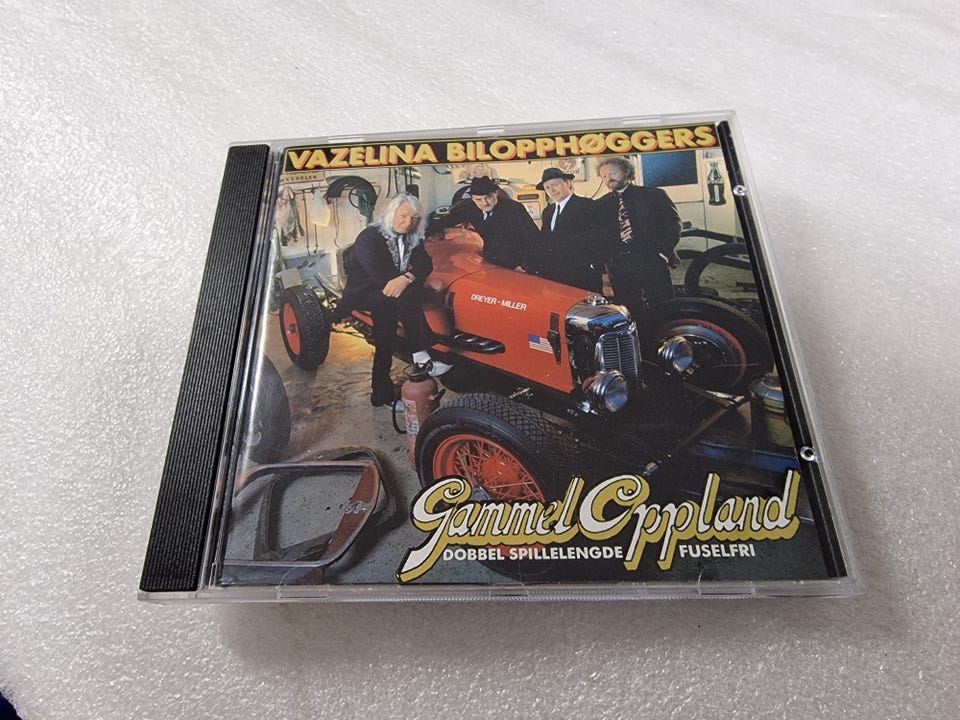 VAZELINA BILOPPHØGGERS
DREYER-MILLER
Gammel Oppland
DOBBEL SPILLELENGDE FUSELFRI